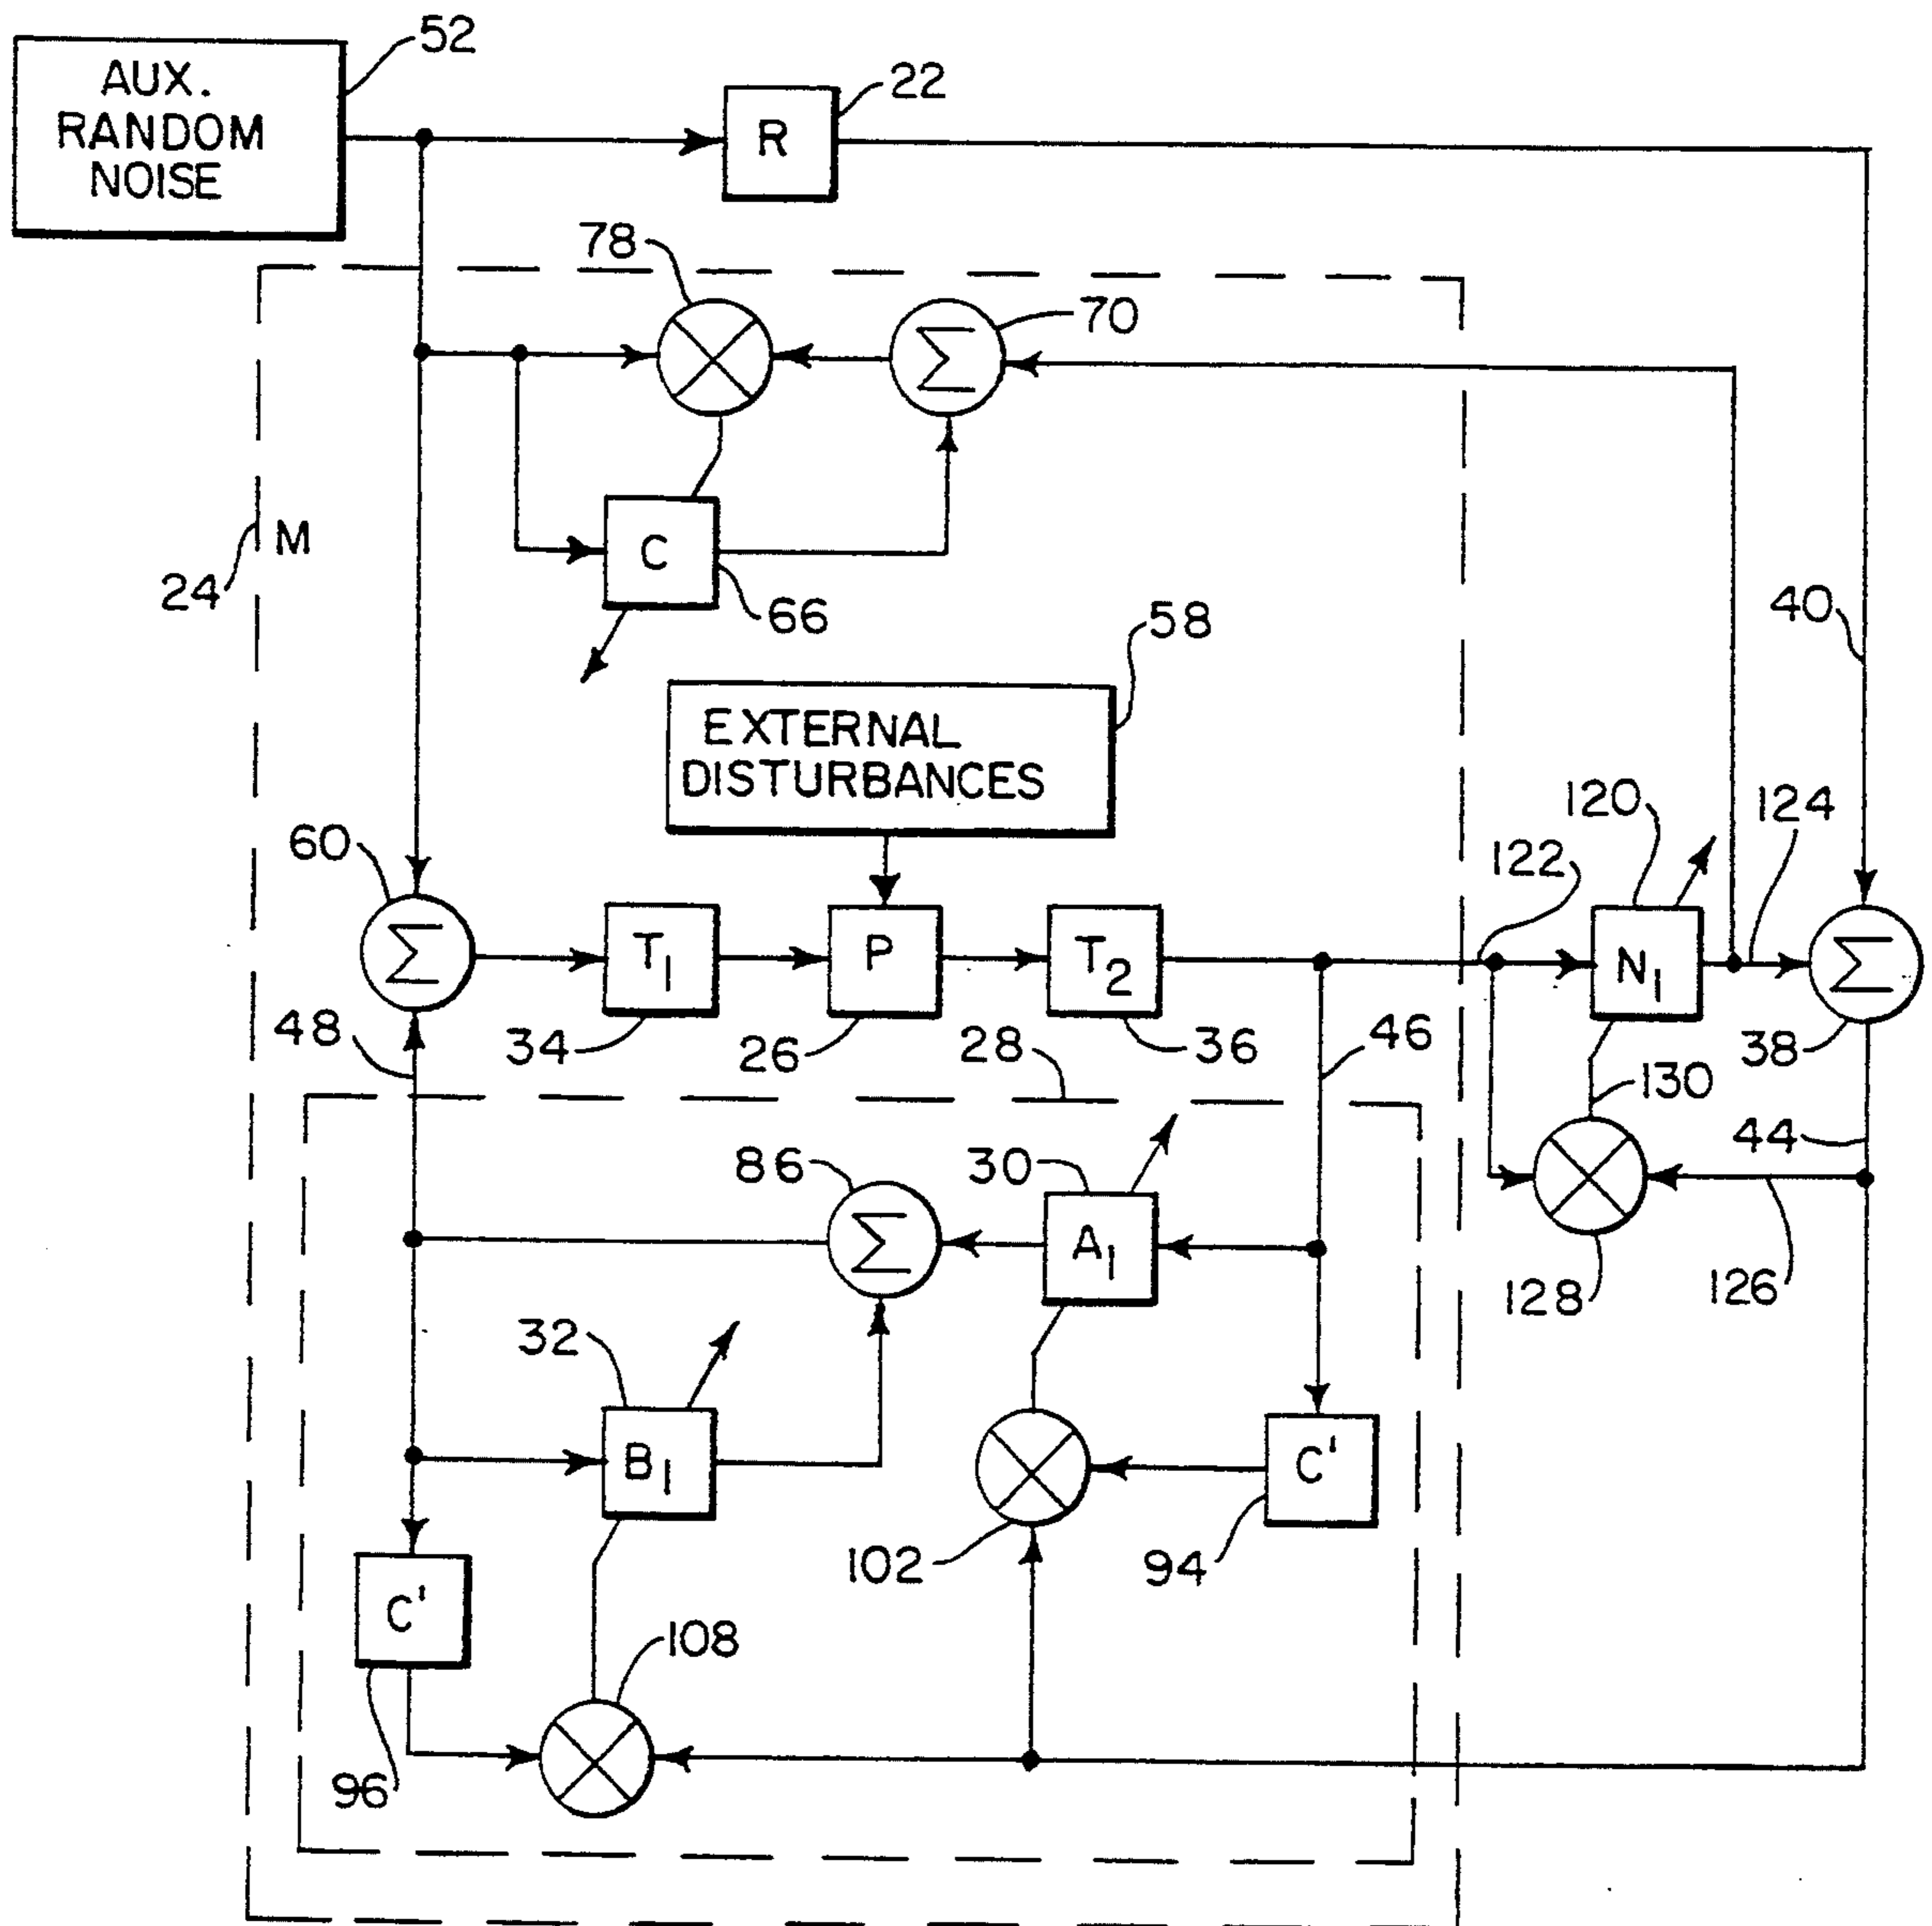 52
AUX.
RANDOM
NOISE
22
R
78
Σ
70
M
24
C
66
40
58
EXTERNAL
DISTURBANCES
60
120
124
122
Σ
T1
P
T2
N1
Σ
48
34
26
28
36
46
38
130
44
86
30
Σ
A1
128
126
32
B1
C'
102
94
C'
108
96